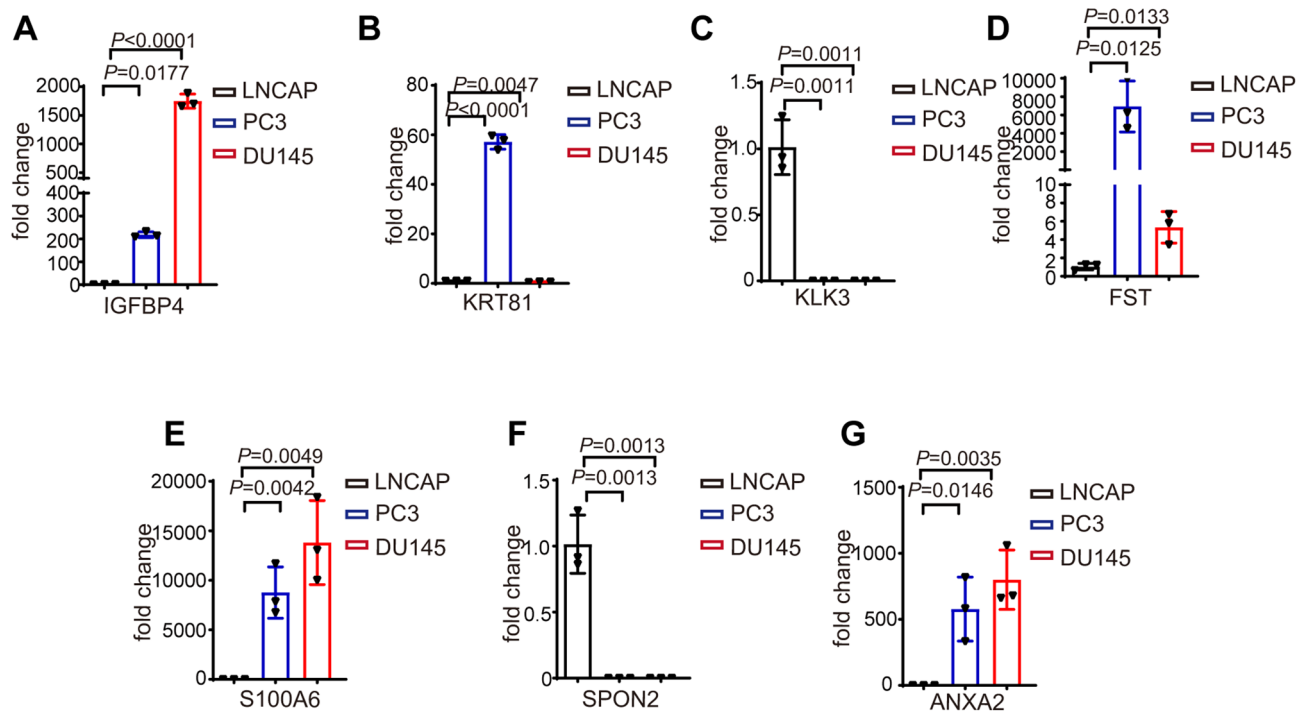 A
P<0.0001
P=0.0177
fold change
2000
1500
1000
500
400
300
200
100
0
IGFBP4
LNCAP
PC3
DU145
B
P=0.0047
P<0.0001
fold change
80
60
40
20
0
KRT81
LNCAP
PC3
DU145
C
P=0.0011
P=0.0011
fold change
1.5
1.0
0.5
0
KLK3
LNCAP
PC3
DU145
D
P=0.0133
P=0.0125
fold change
10000
8000
6000
4000
2000
10
8
6
4
2
0
FST
LNCAP
PC3
DU145
E
P=0.0049
P=0.0042
fold change
20000
15000
10000
5000
0
S100A6
LNCAP
PC3
DU145
F
P=0.0013
P=0.0013
fold change
1.5
1.0
0.5
0
SPON2
LNCAP
PC3
DU145
G
P=0.0035
P=0.0146
fold change
1500
1000
500
0
ANXA2
LNCAP
PC3
DU145